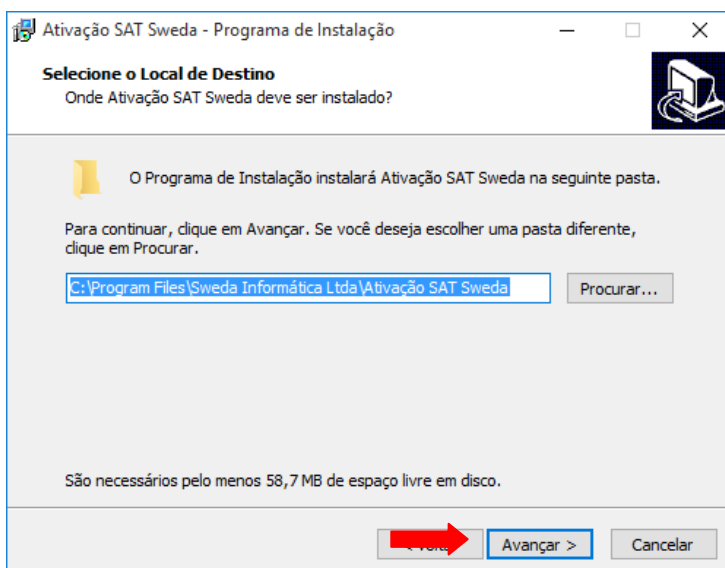 Ativação SAT Sweda - Programa de Instalação
Selecione o Local de Destino
Onde Ativação SAT Sweda deve ser instalado?
O Programa de Instalação instalará Ativação SAT Sweda na seguinte pasta.
Para continuar, clique em Avançar. Se você deseja escolher uma pasta diferente,
clique em Procurar.
C:\Program Files\Sweda Informática Ltda\Ativação SAT Sweda
Procurar...
São necessários pelo menos 58,7 MB de espaço livre em disco.
Avançar >
Cancelar